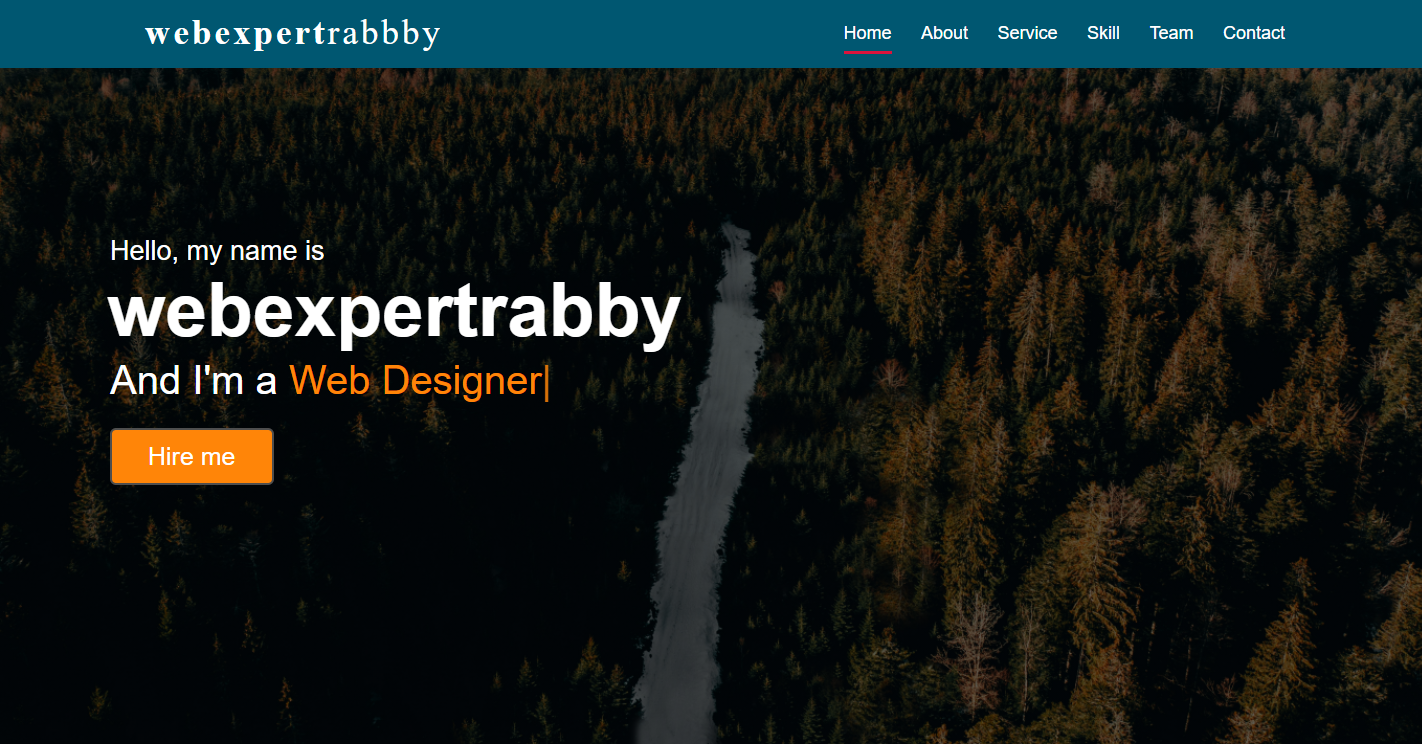 webexpertrabbby
Home About Service Skill Team Contact
Hello, my name is
webexpertrabby
And I'm a Web Designer|
Hire me